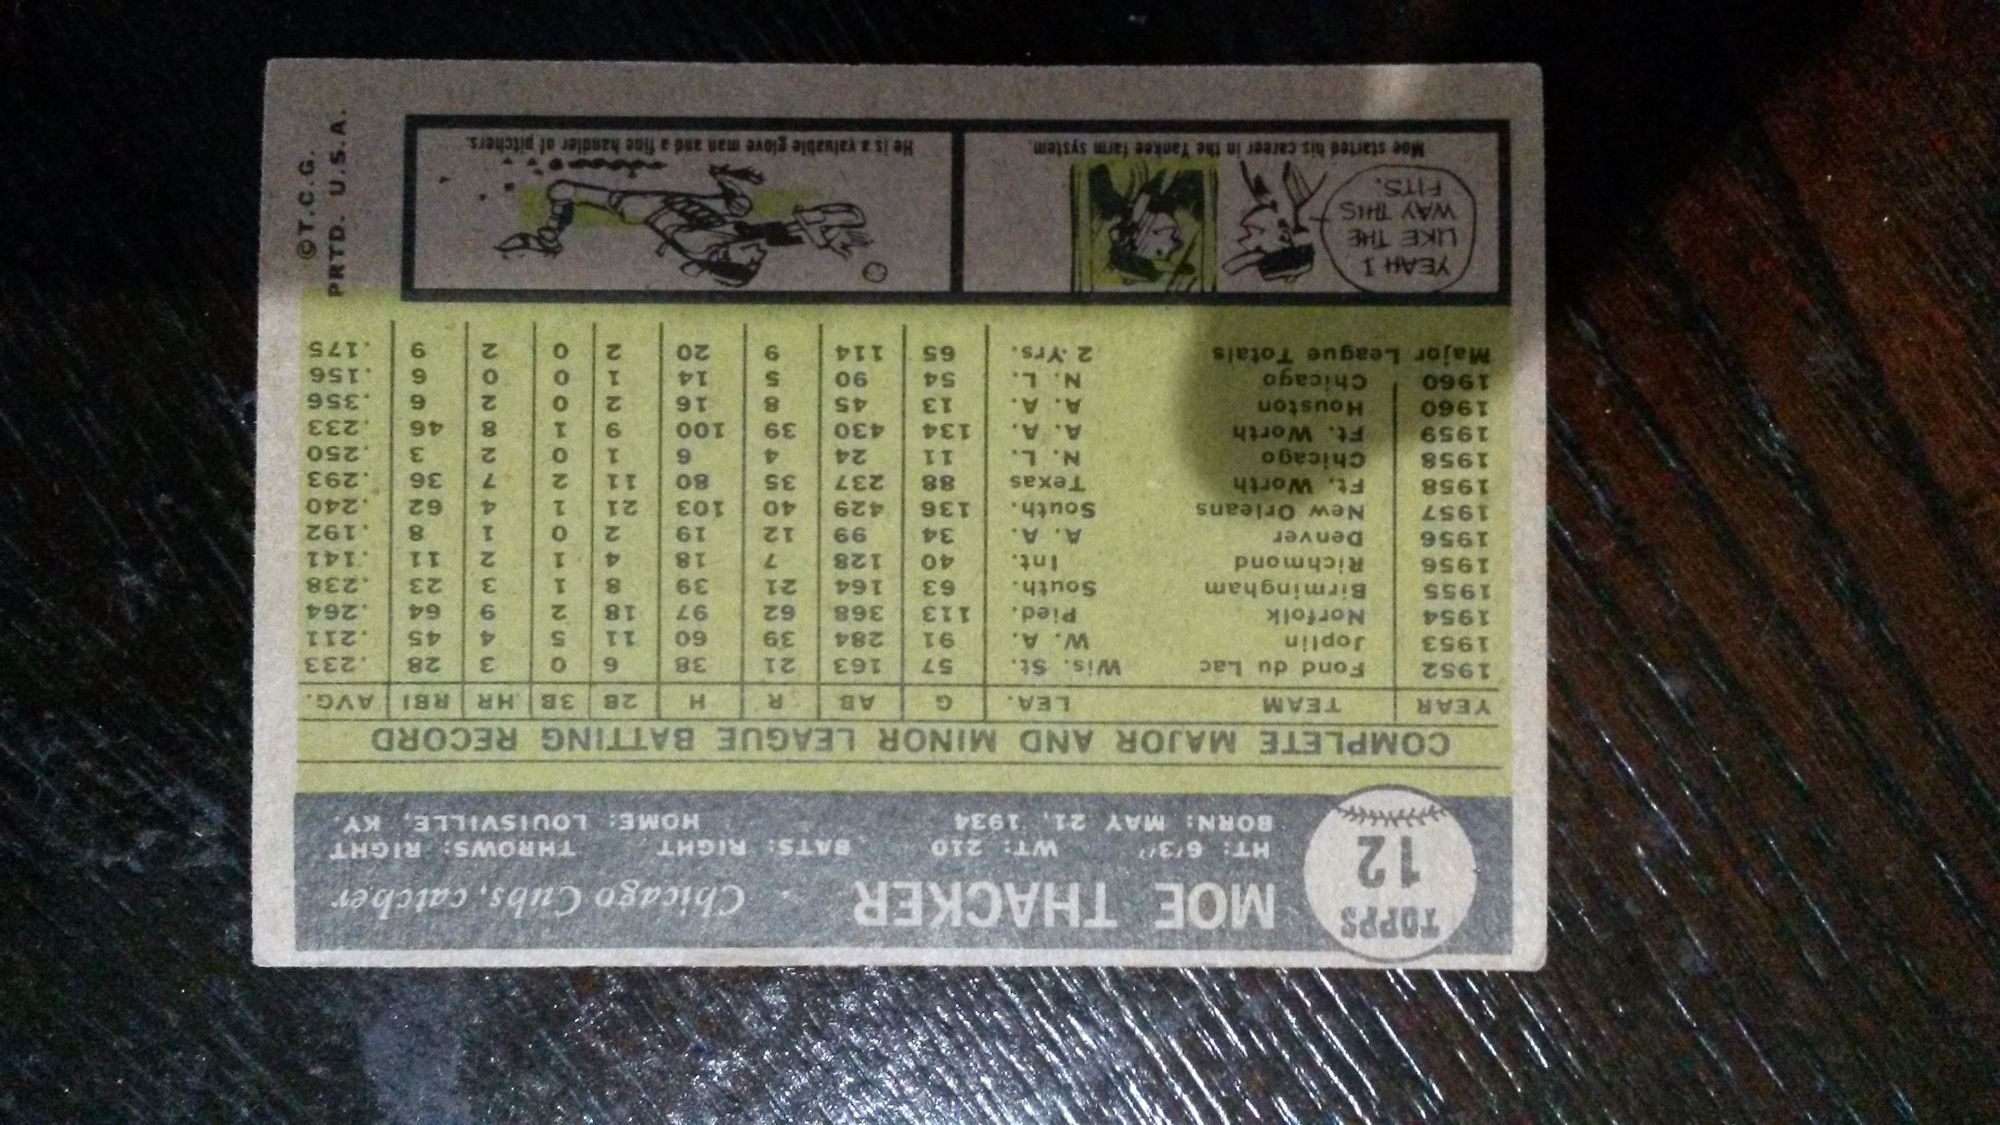 TOPPS
12
MOE THACKER - Chicago Cubs, catcher
HT: 6'3" WT: 210 BATS: RIGHT THROWS: RIGHT
BORN: MAY 21, 1934 HOME: LOUISVILLE, KY.
COMPLETE MAJOR AND MINOR LEAGUE BATTING RECORD
YEAR TEAM LEA. G AB R H 2B 3B HR RBI AVG.
1952 Fond du Lac Wis. St. 57 163 21 38 6 0 3 28 .233
1953 Joplin W. A. 91 284 39 60 11 5 4 45 .211
1954 Norfolk Pied. 113 368 62 97 18 2 9 64 .264
1955 Birmingham South. 63 164 21 39 8 1 3 23 .238
1956 Richmond Int. 40 128 7 18 4 1 2 11 .141
1956 Denver A. A. 34 99 12 19 2 0 1 8 .192
1957 New Orleans South. 136 429 40 103 21 1 4 62 .240
1958 Ft. Worth Texas 88 237 35 80 11 2 7 36 .293
1958 Chicago N. L. 11 24 4 6 1 0 2 3 .250
1959 Ft. Worth A. A. 134 430 39 100 9 1 8 46 .233
1960 Houston A. A. 13 45 8 16 2 0 2 6 .356
1960 Chicago N. L. 54 90 5 14 1 0 0 6 .156
Major League Totals 2 Yrs. 65 114 9 20 2 0 2 9 .175
YEAH I
LIKE THE
WAY THIS
FITS.
Moe started his career in the Yankee farm system.
He is a valuable glove man and a fine handler of pitchers.
©T.C.G.
PRTD. U.S.A.